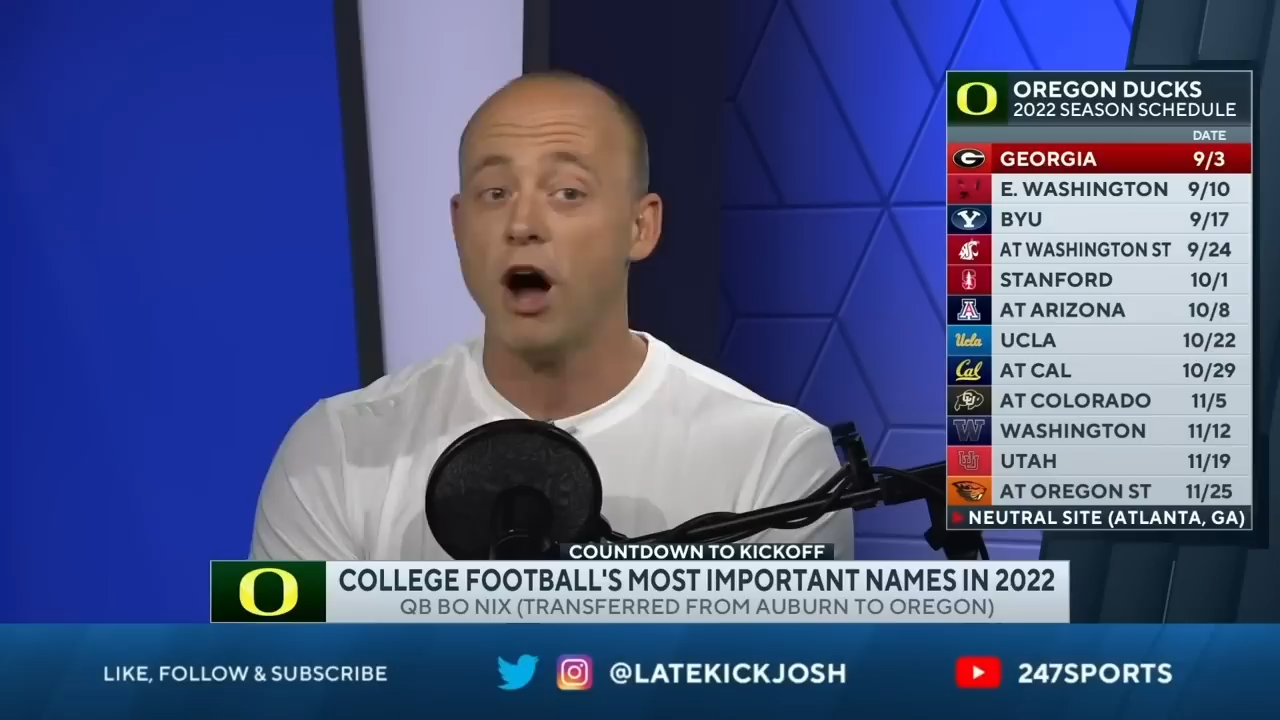 OREGON DUCKS
2022 SEASON SCHEDULE
DATE
GEORGIA 9/3
E. WASHINGTON 9/10
BYU 9/17
AT WASHINGTON ST 9/24
STANFORD 10/1
AT ARIZONA 10/8
Ucla UCLA 10/22
Cal AT CAL 10/29
AT COLORADO 11/5
WASHINGTON 11/12
UTAH 11/19
AT OREGON ST 11/25
NEUTRAL SITE (ATLANTA, GA)
COUNTDOWN TO KICKOFF
COLLEGE FOOTBALL'S MOST IMPORTANT NAMES IN 2022
QB BO NIX (TRANSFERRED FROM AUBURN TO OREGON)
LIKE, FOLLOW & SUBSCRIBE
@LATEKICKJOSH
247SPORTS